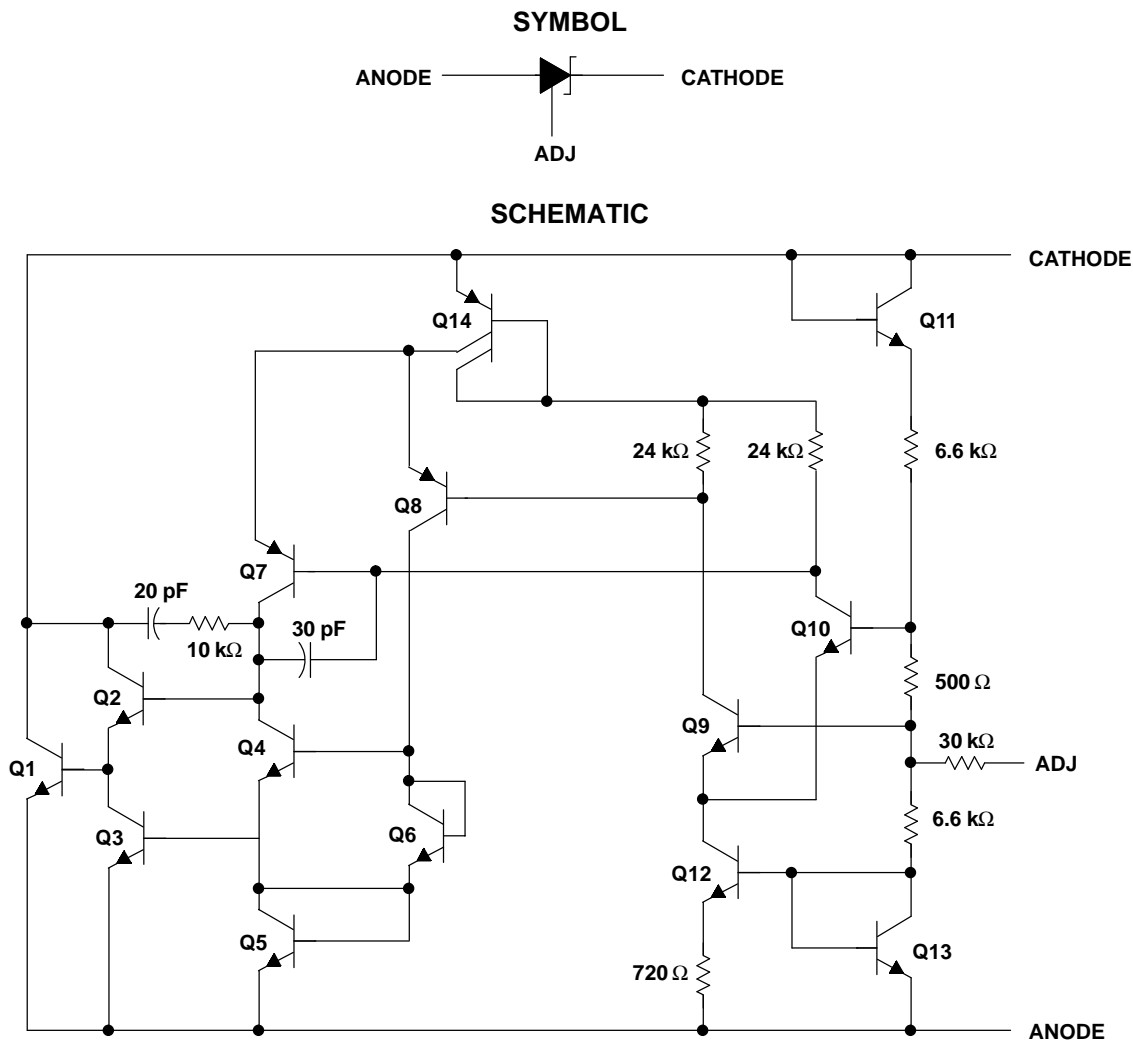 SYMBOL
ANODE
CATHODE
ADJ
SCHEMATIC
CATHODE
Q14
Q11
24 kΩ
24 kΩ
6.6 kΩ
Q8
Q7
20 pF
10 kΩ
30 pF
Q10
Q2
500 Ω
Q9
Q4
30 kΩ
ADJ
Q1
Q3
Q6
6.6 kΩ
Q12
Q5
Q13
720 Ω
ANODE